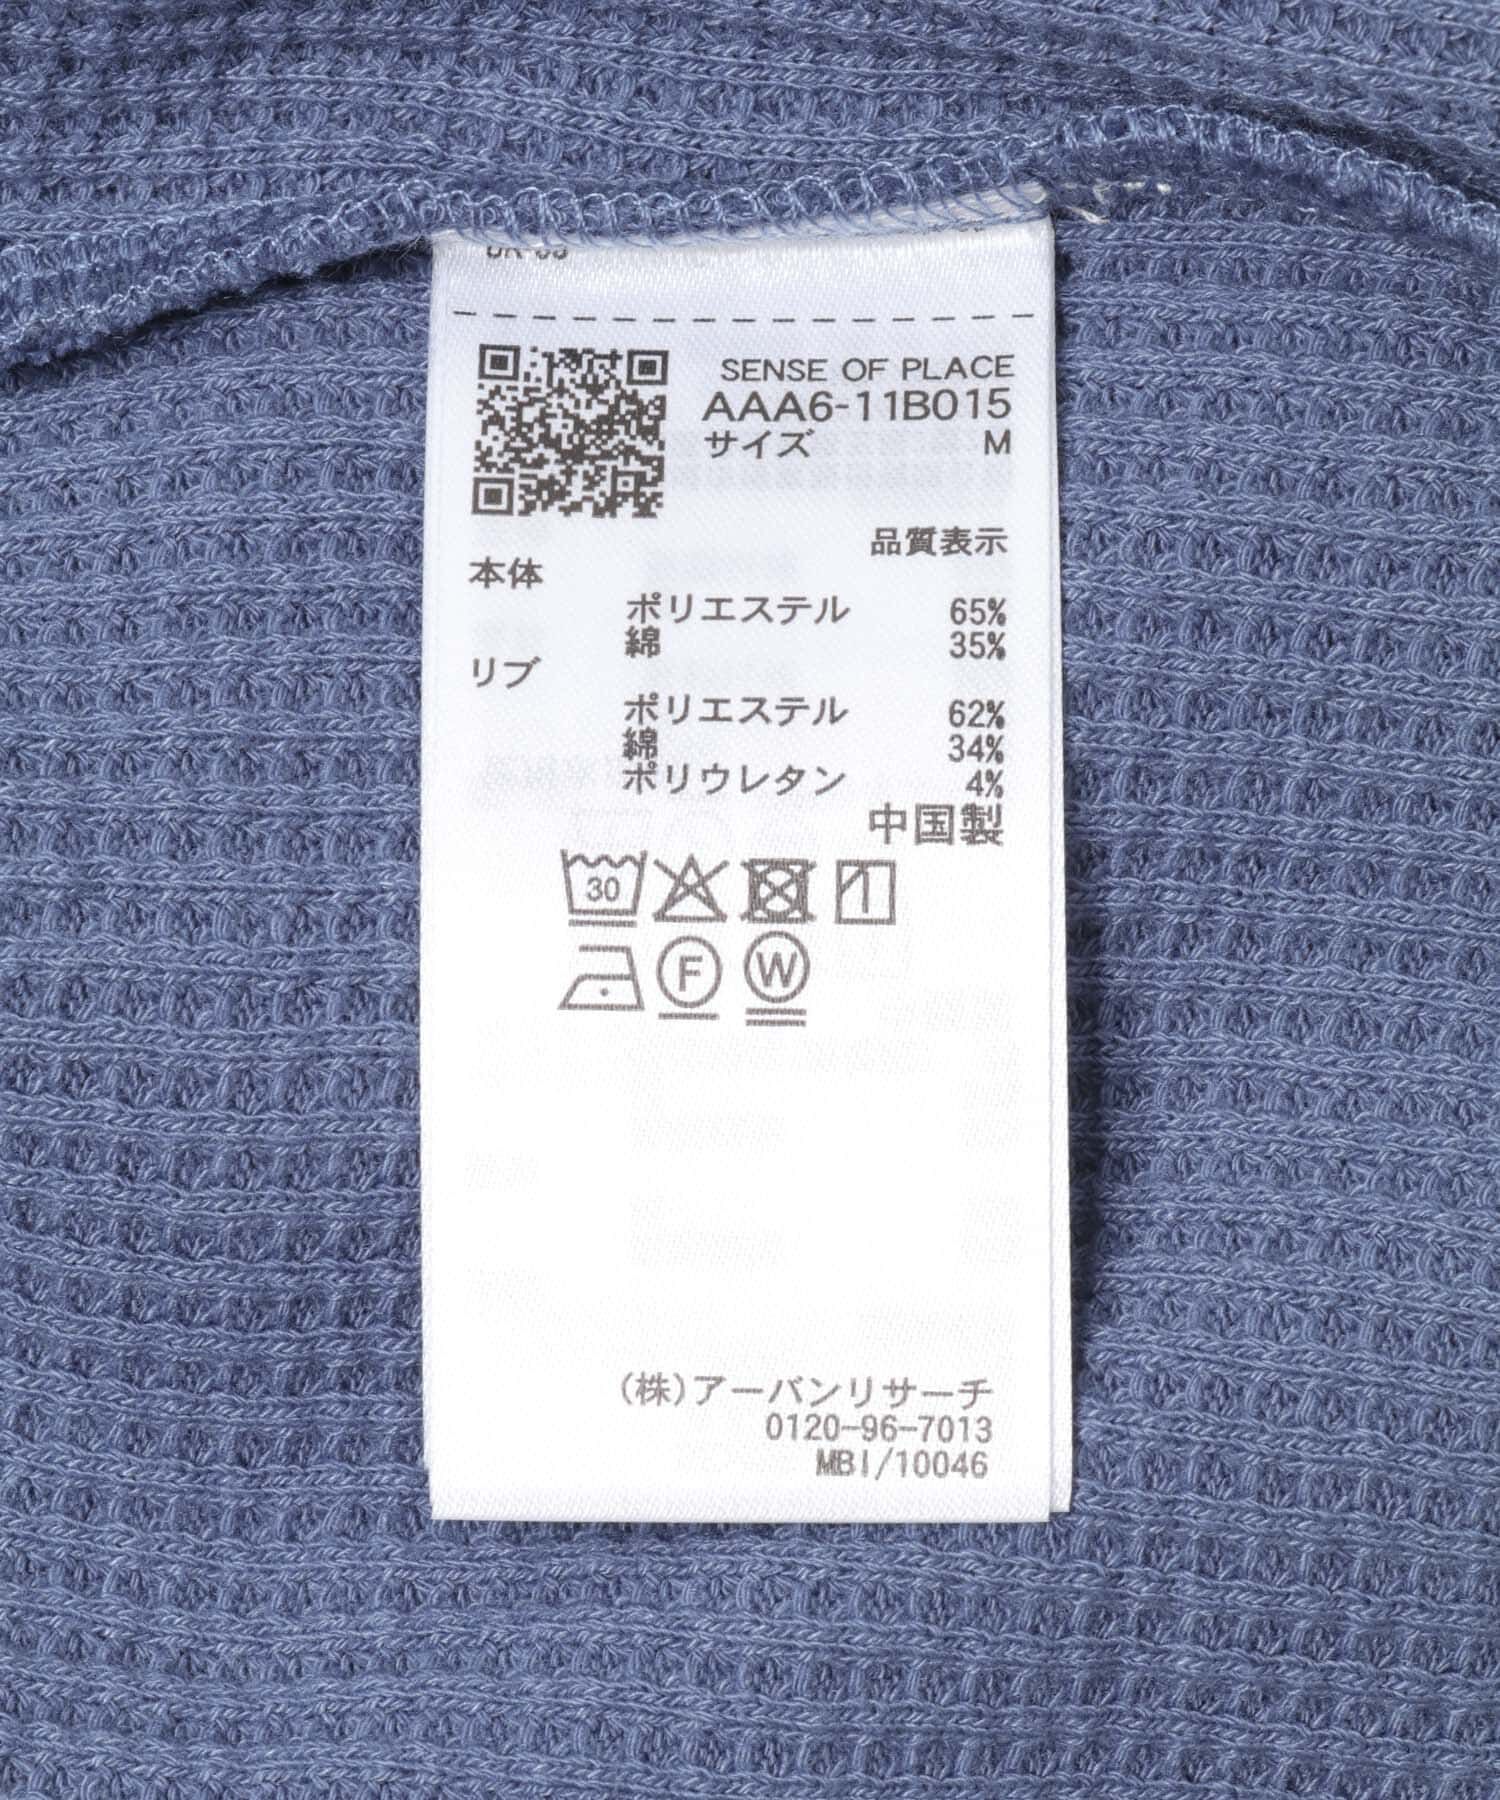 SENSE OF PLACE
AAA6-11B015
サイズ M
品質表示
本体
ポリエステル 65%
綿 35%
リブ
ポリエステル 62%
綿 34%
ポリウレタン 4%
中国製
30
F W
(株)アーバンリサーチ
0120-96-7013
MBI/10046